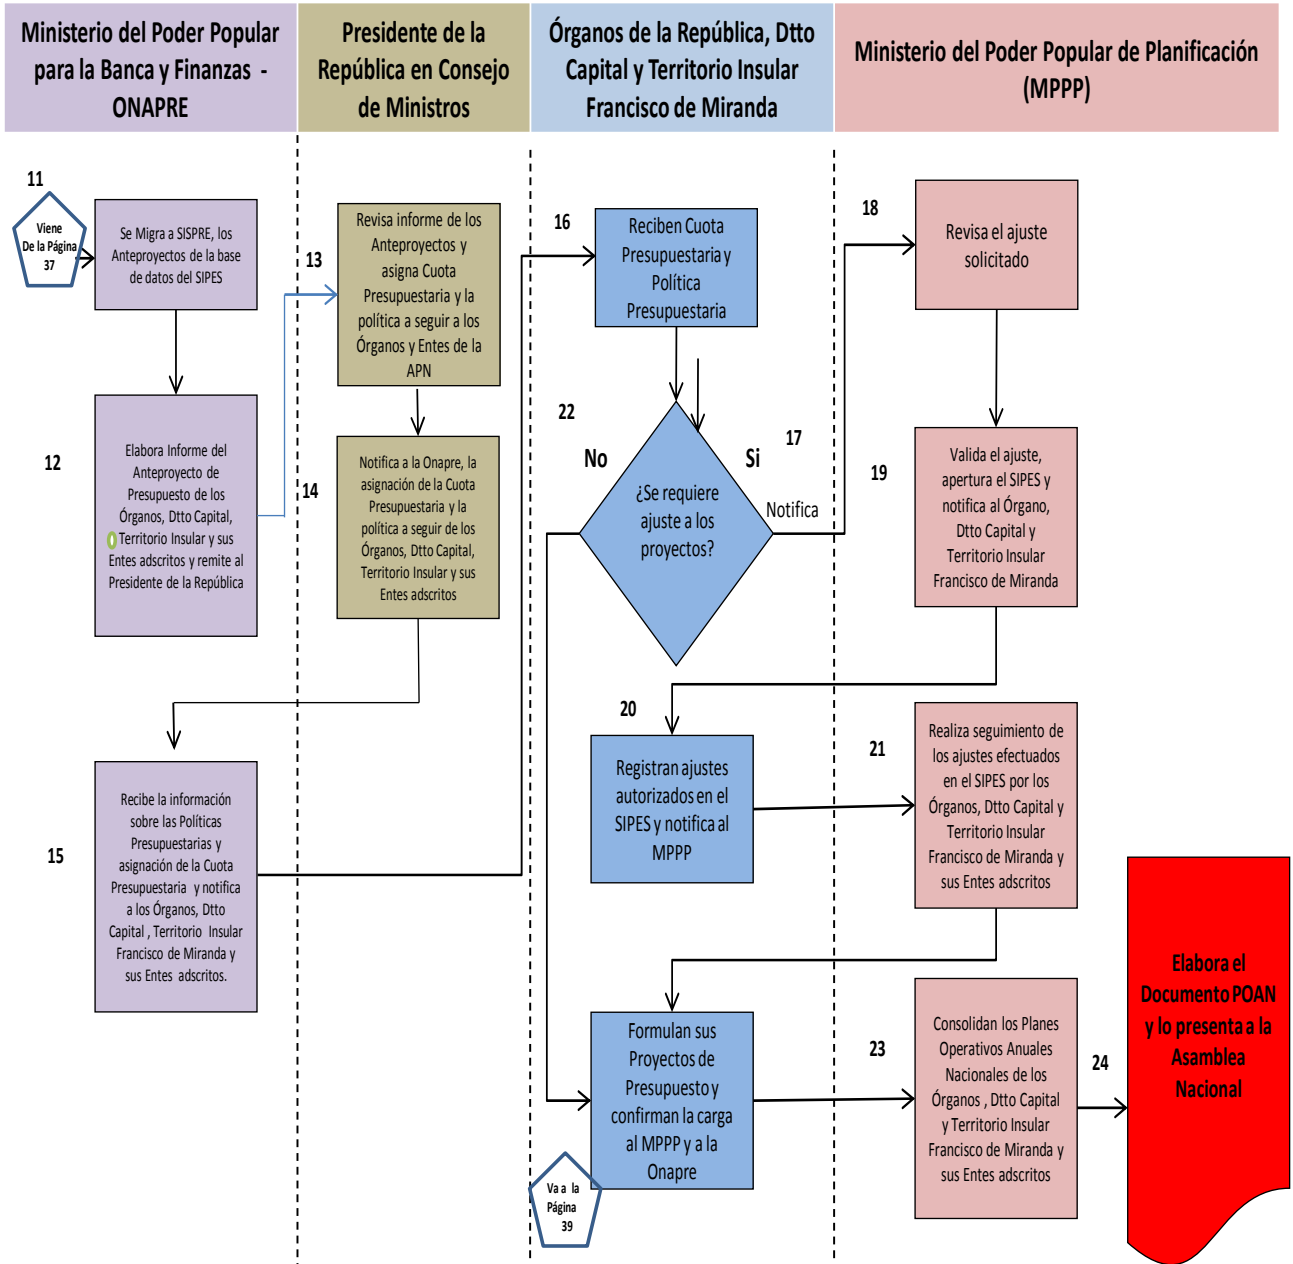 Ministerio del Poder Popular
para la Banca y Finanzas -
ONAPRE
Presidente de la
República en Consejo
de Ministros
Órganos de la República, Dtto
Capital y Territorio Insular
Francisco de Miranda
Ministerio del Poder Popular de Planificación
(MPPP)
11
Viene
De la Página
37
Se Migra a SISPRE, los
Anteproyectos de la base
de datos del SIPES
12
Elabora Informe del
Anteproyecto de
Presupuesto de los
Órganos, Dtto Capital,
Territorio Insular y sus
Entes adscritos y remite al
Presidente de la República
13
Revisa informe de los
Anteproyectos y
asigna Cuota
Presupuestaria y la
política a seguir a los
Órganos y Entes de la
APN
14
Notifica a la Onapre, la
asignación de la Cuota
Presupuestaria y la
política a seguir de los
Órganos, Dtto Capital,
Territorio Insular y sus
Entes adscritos
15
Recibe la información
sobre las Políticas
Presupuestarias y
asignación de la Cuota
Presupuestaria y notifica
a los Órganos, Dtto
Capital , Territorio Insular
Francisco de Miranda y
sus Entes adscritos.
16
Reciben Cuota
Presupuestaria y
Política
Presupuestaria
22
No
17
Si
Notifica
¿Se requiere
ajuste a los
proyectos?
18
Revisa el ajuste
solicitado
19
Valida el ajuste,
apertura el SIPES y
notifica al Órgano,
Dtto Capital y
Territorio Insular
Francisco de Miranda
20
Registran ajustes
autorizados en el
SIPES y notifica al
MPPP
21
Realiza seguimiento de
los ajustes efectuados
en el SIPES por los
Órganos, Dtto Capital y
Territorio Insular
Francisco de Miranda y
sus Entes adscritos
Formulan sus
Proyectos de
Presupuesto y
confirman la carga
al MPPP y a la
Onapre
Va a la
Página
39
23
Consolidan los Planes
Operativos Anuales
Nacionales de los
Órganos , Dtto Capital
y Territorio Insular
Francisco de Miranda y
sus Entes adscritos
24
Elabora el
Documento POAN
y lo presenta a la
Asamblea
Nacional